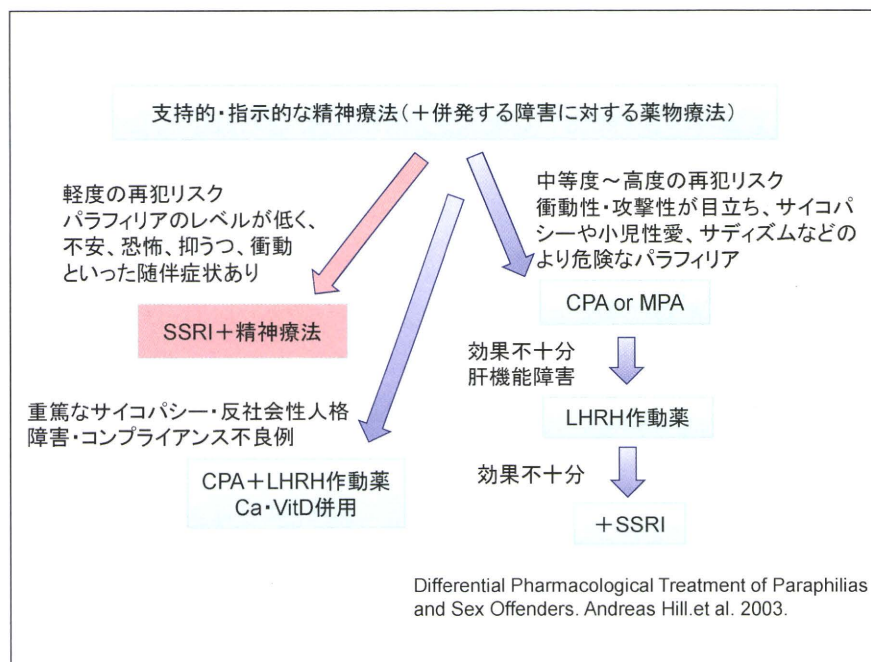 支持的・指示的な精神療法(+併発する障害に対する薬物療法)
軽度の再犯リスク
パラフィリアのレベルが低く、
不安、恐怖、抑うつ、衝動
といった随伴症状あり
SSRI+精神療法
重篤なサイコパシー・反社会性人格
障害・コンプライアンス不良例
CPA+LHRH作動薬
Ca・VitD併用
中等度~高度の再犯リスク
衝動性・攻撃性が目立ち、サイコパ
シーや小児性愛、サディズムなどの
より危険なパラフィリア
CPA or MPA
効果不十分
肝機能障害
LHRH作動薬
効果不十分
+SSRI
Differential Pharmacological Treatment of Paraphilias
and Sex Offenders. Andreas Hill.et al. 2003.